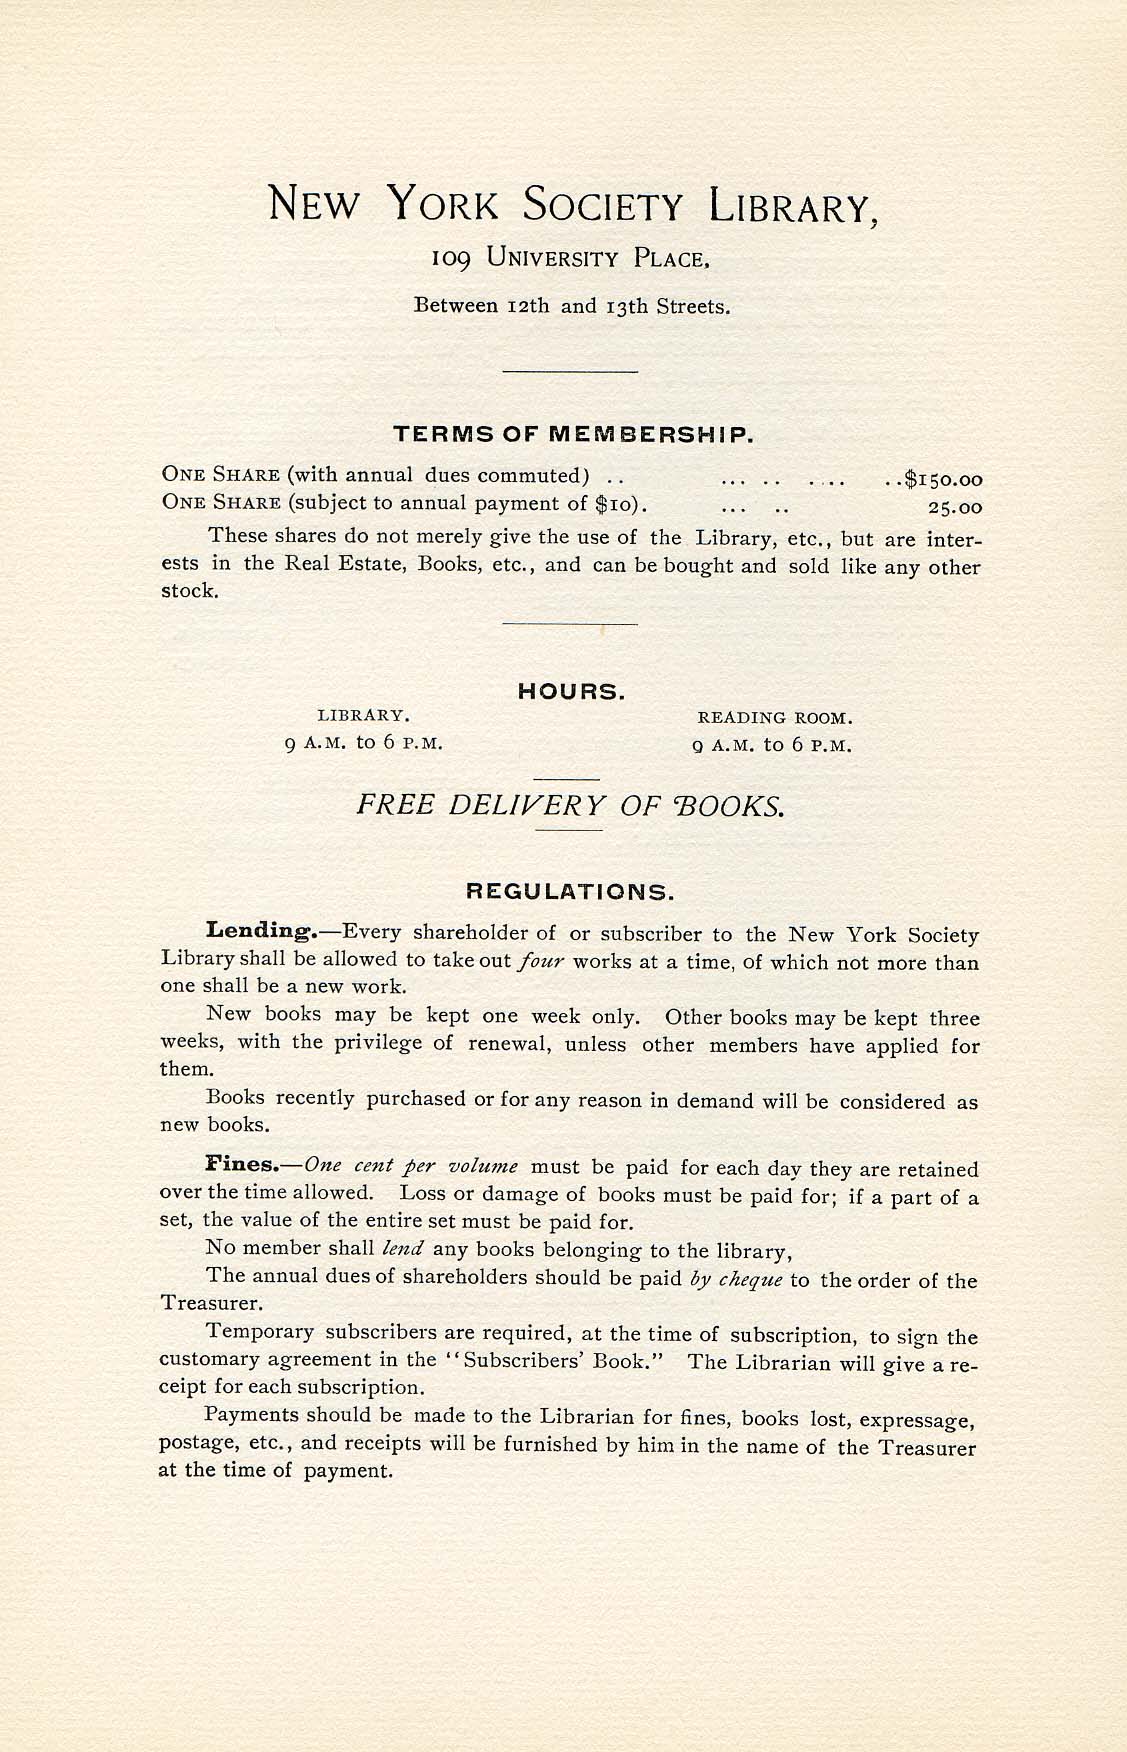 NEW YORK SOCIETY LIBRARY,
109 UNIVERSITY PLACE.
Between 12th and 13th Streets.
TERMS OF MEMBERSHIP.
ONE SHARE (with annual dues commuted) .. ... .. .... ..$150.00
ONE SHARE (subject to annual payment of $10). ... .. 25.00
These shares do not merely give the use of the Library, etc., but are inter-
ests in the Real Estate, Books, etc., and can be bought and sold like any other
stock.
HOURS.
LIBRARY. READING ROOM.
9 A.M. to 6 P.M. 9 A.M. to 6 P.M.
FREE DELIVERY OF BOOKS.
REGULATIONS.
Lending.—Every shareholder of or subscriber to the New York Society
Library shall be allowed to take out four works at a time, of which not more than
one shall be a new work.
New books may be kept one week only. Other books may be kept three
weeks, with the privilege of renewal, unless other members have applied for
them.
Books recently purchased or for any reason in demand will be considered as
new books.
Fines.—One cent per volume must be paid for each day they are retained
over the time allowed. Loss or damage of books must be paid for; if a part of a
set, the value of the entire set must be paid for.
No member shall lend any books belonging to the library,
The annual dues of shareholders should be paid by cheque to the order of the
Treasurer.
Temporary subscribers are required, at the time of subscription, to sign the
customary agreement in the “Subscribers’ Book.” The Librarian will give a re-
ceipt for each subscription.
Payments should be made to the Librarian for fines, books lost, expressage,
postage, etc., and receipts will be furnished by him in the name of the Treasurer
at the time of payment.